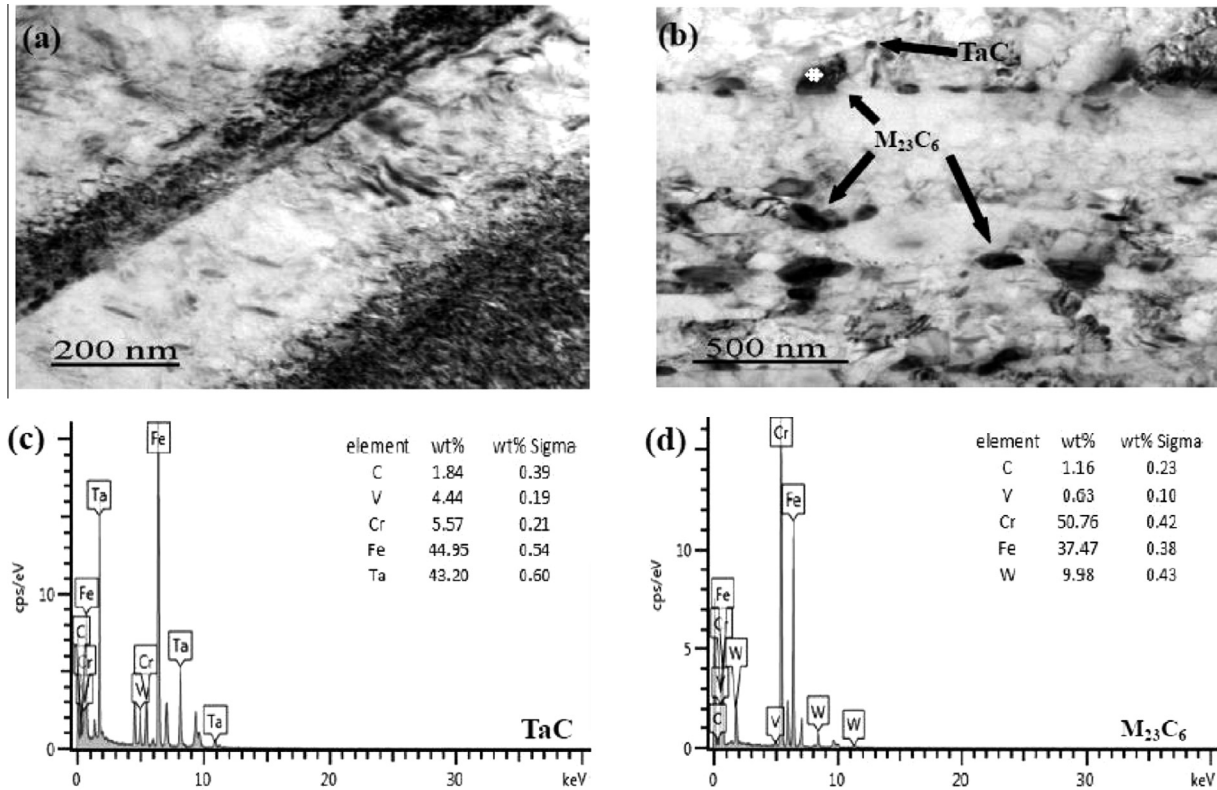 (a)
200 nm
(b)
TaC
M₂₃C₆
500 nm
(c)
element wt% wt% Sigma
C 1.84 0.39
V 4.44 0.19
Cr 5.57 0.21
Fe 44.95 0.54
Ta 43.20 0.60
Fe
Ta
Fe
C
Cr
Cr
V
Ta
Ta
cps/eV
10
0
TaC
0 10 20 30 keV
(d)
element wt% wt% Sigma
C 1.16 0.23
V 0.63 0.10
Cr 50.76 0.42
Fe 37.47 0.38
W 9.98 0.43
Cr
Fe
Fe
Cr
W
V
C
V
W
W
cps/eV
10
5
0
M₂₃C₆
0 10 20 30 keV